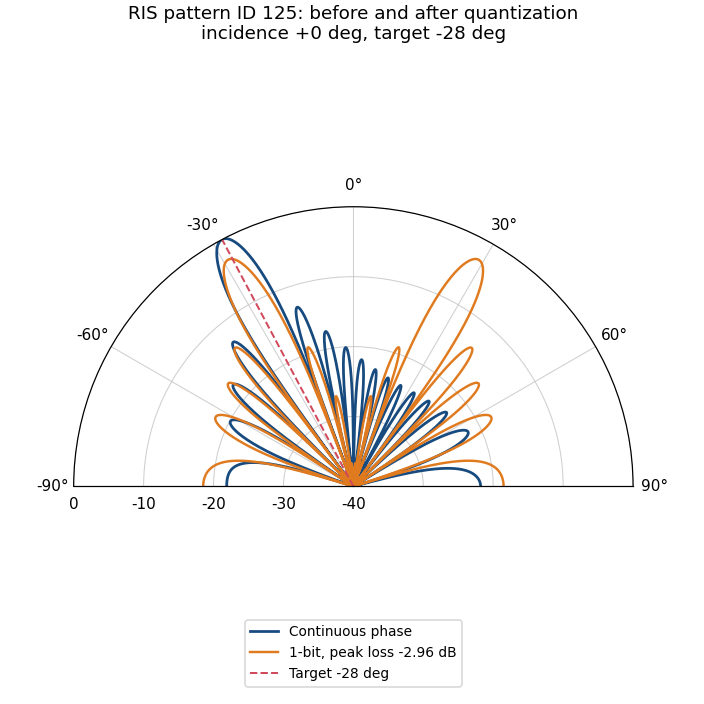 RIS pattern ID 125: before and after quantization
incidence +0 deg, target -28 deg
0°
-30°
30°
-60°
60°
-90°
90°
0
-10
-20
-30
-40
Continuous phase
1-bit, peak loss -2.96 dB
Target -28 deg